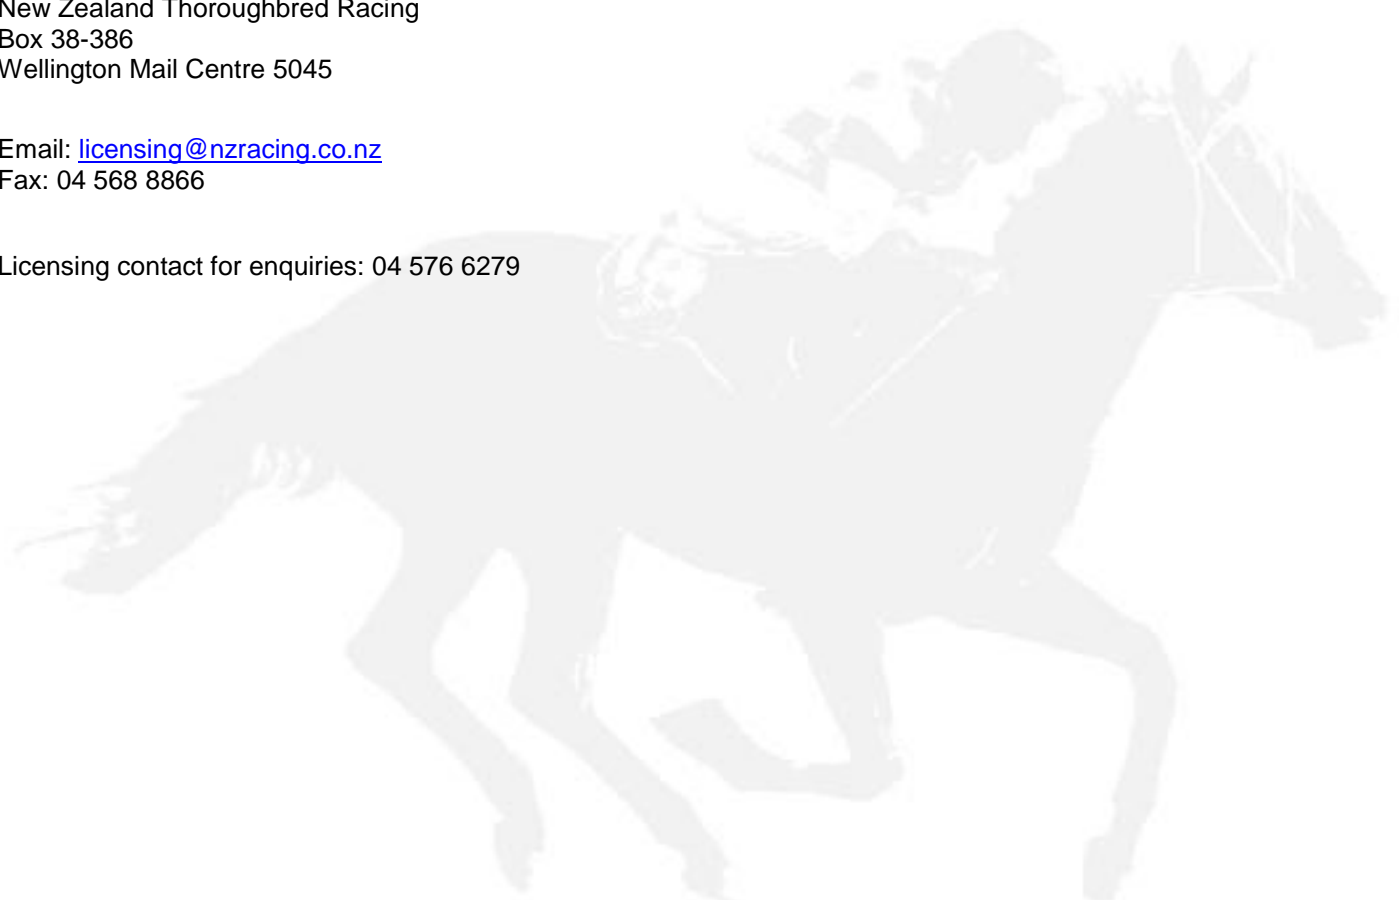 New Zealand Thoroughbred Racing
Box 38-386
Wellington Mail Centre 5045
Email: licensing@nzracing.co.nz
Fax: 04 568 8866
Licensing contact for enquiries: 04 576 6279